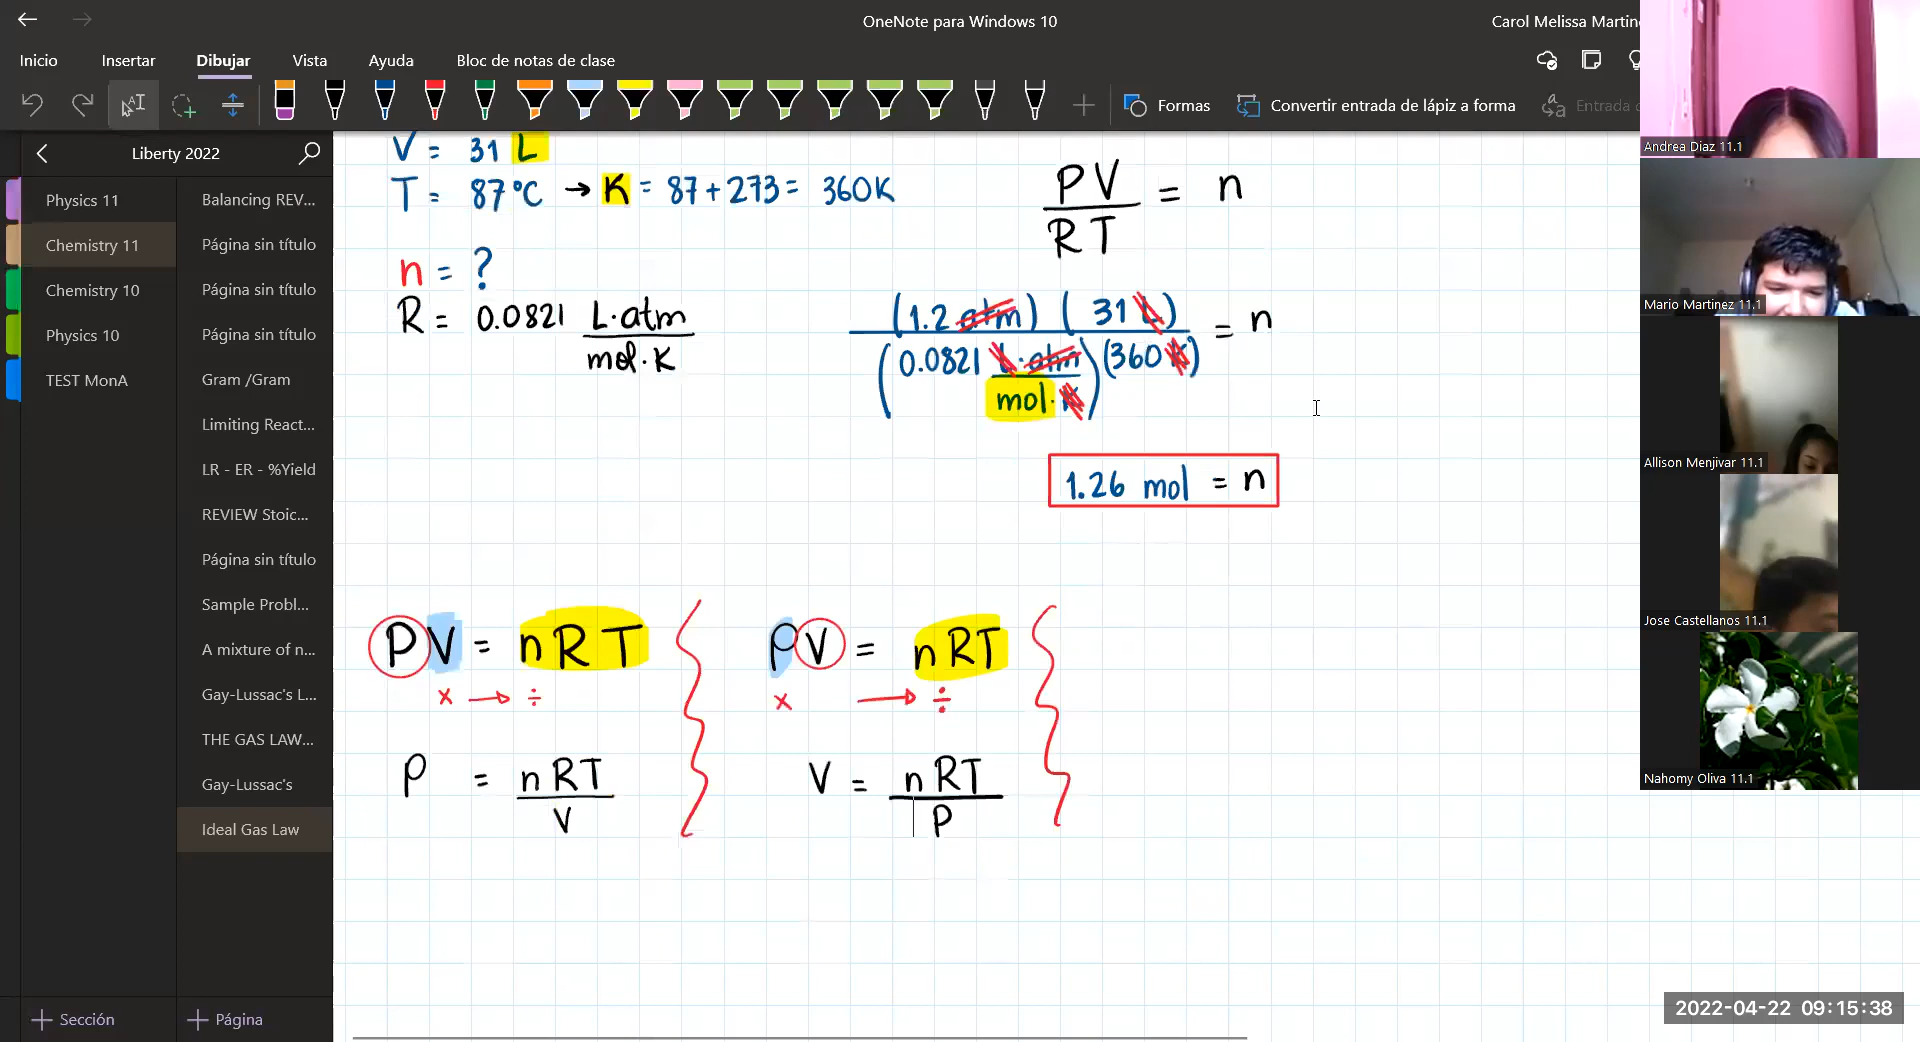 OneNote para Windows 10
Carol Melissa Martin
Inicio Insertar Dibujar Vista Ayuda Bloc de notas de clase
Formas Convertir entrada de lápiz a forma Entrada
Liberty 2022
Physics 11
Chemistry 11
Chemistry 10
Physics 10
TEST MonA
Balancing REV...
Página sin título
Página sin título
Página sin título
Gram /Gram
Limiting React...
LR - ER - %Yield
REVIEW Stoic...
Página sin título
Sample Probl...
A mixture of n...
Gay-Lussac's L...
THE GAS LAW...
Gay-Lussac's
Ideal Gas Law
Sección
Página
V = 31 L
T = 87°C → K = 87+273 = 360K
n = ?
R = 0.0821 L·atm
mol·K
PV = n
RT
(1.2 atm) (31 L) = n
(0.0821 L·atm) (360 K)
mol·K
1.26 mol = n
PV = nRT
x → ÷
P = nRT
V
PV = nRT
x → ÷
V = nRT
P
Andrea Diaz 11.1
Mario Martinez 11.1
Allison Menjivar 11.1
Jose Castellanos 11.1
Nahomy Oliva 11.1
2022-04-22 09:15:38